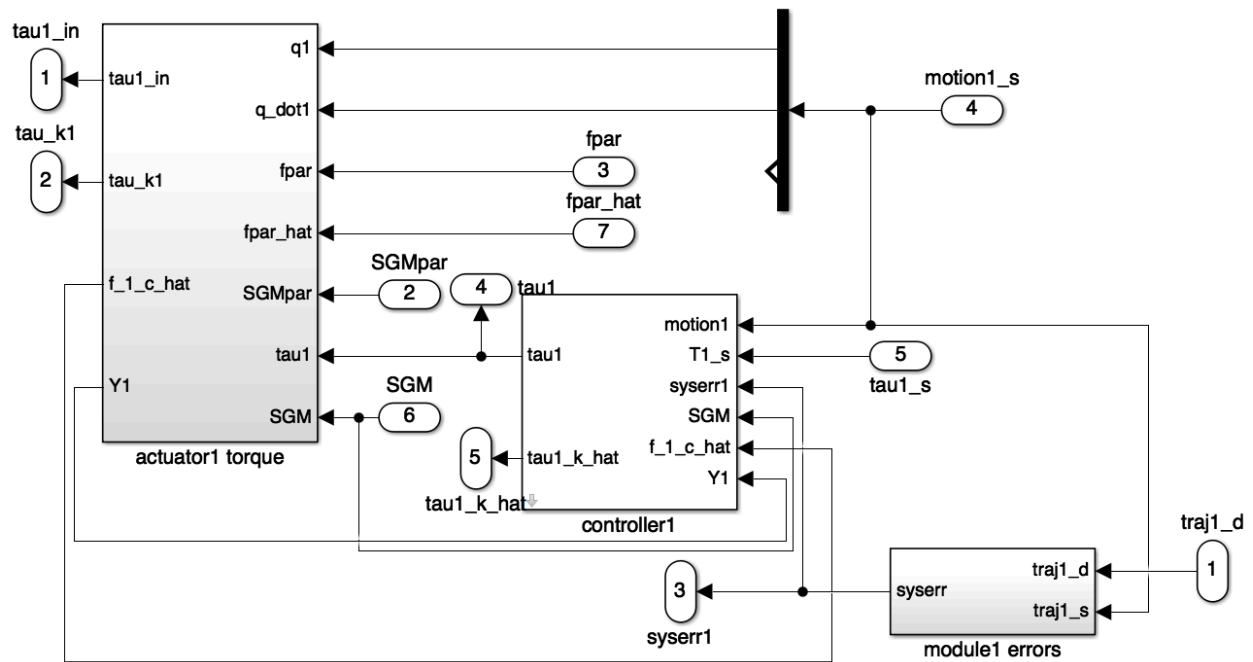 tau1_in
1
tau_k1
2
tau1_in
tau_k1
f_1_c_hat
Y1
q1
q_dot1
fpar
fpar_hat
SGMpar
tau1
SGM
actuator1 torque
motion1_s
4
fpar
3
fpar_hat
7
SGMpar
2
4
tau1
SGM
6
tau1
tau1_k_hat
motion1
T1_s
syserr1
SGM
f_1_c_hat
Y1
controller1
5
tau1_k_hat
5
tau1_s
3
syserr1
syserr
traj1_d
traj1_s
module1 errors
traj1_d
1